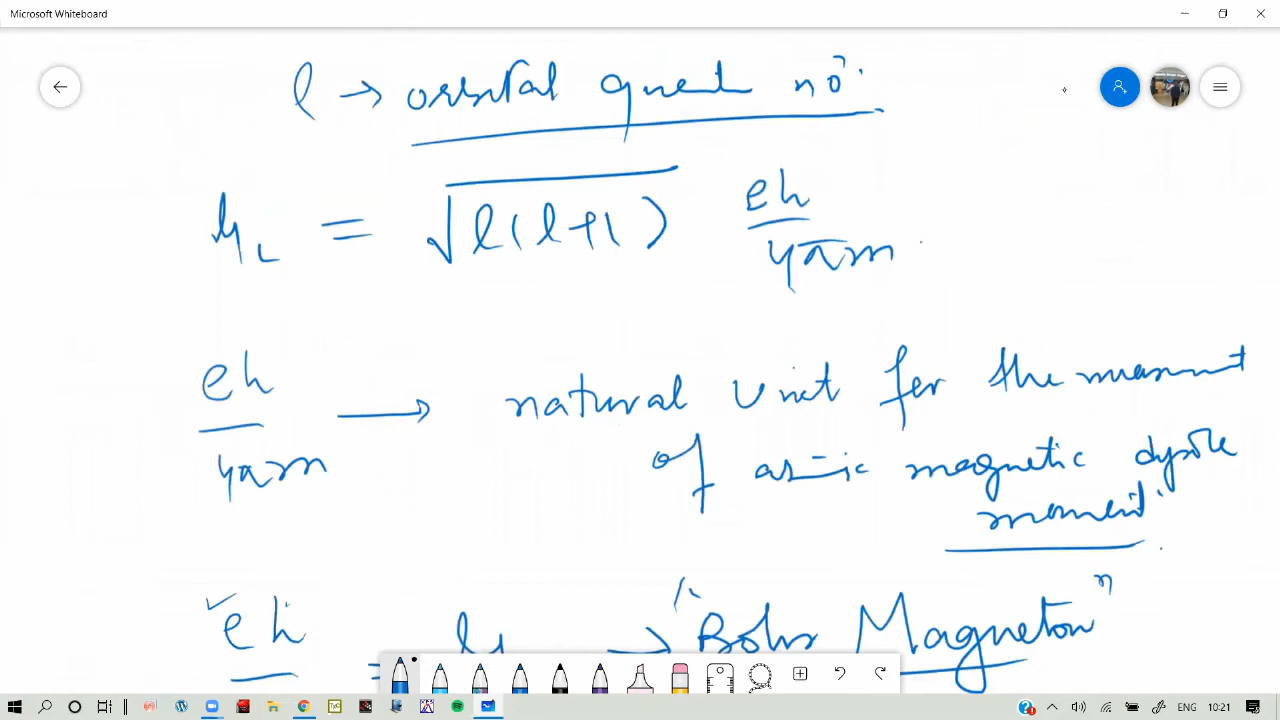 Microsoft Whiteboard
l → orbital quant no.
μL = √l(l+1) eh
4πm
eh → natural unit for the measurmt
4πm of atomic magnetic dipole
moment
eh = μ → "Bohr Magneton"
ENG 10:21